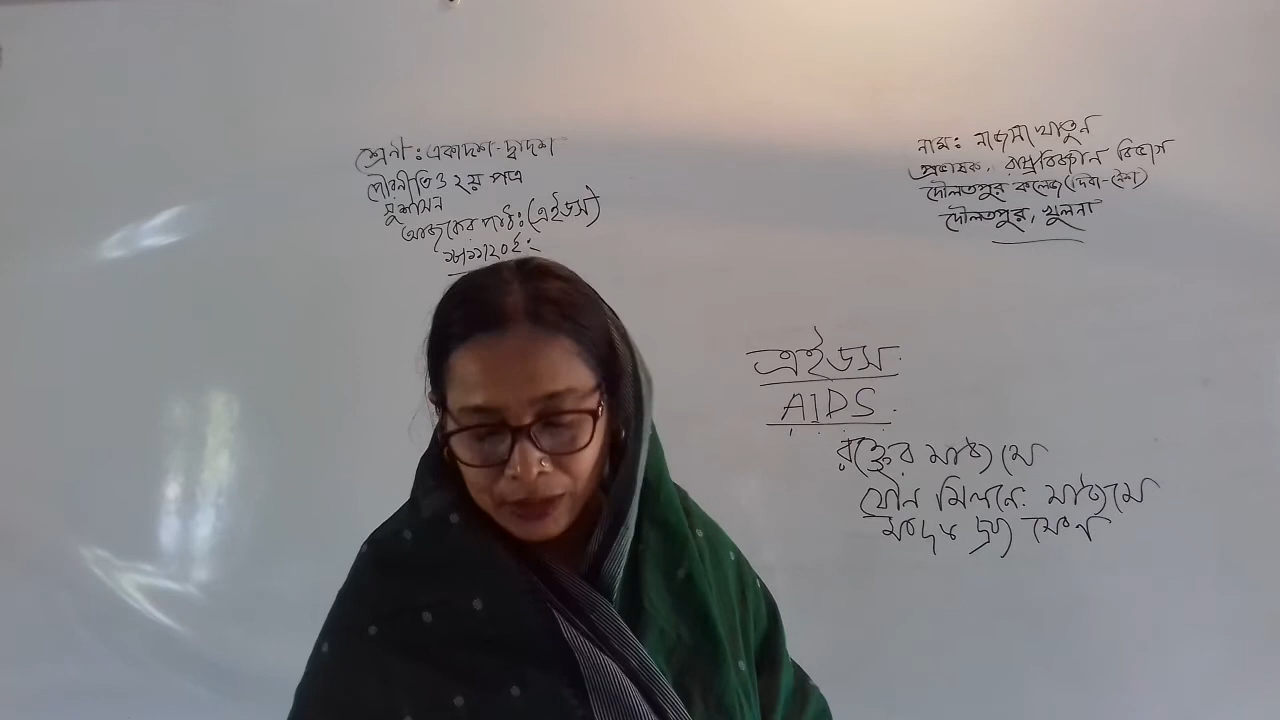 শ্রেনী : একাদশ-দ্বাদশ
পৌরনীতি ও ২য় পত্র
সুশাসন
আজকের পাঠ: (এইডস)
নাম: নাজমা খাতুন
প্রভাষক, রাষ্ট্রবিজ্ঞান বিভাগ
দৌলতপুর কলেজ (দিবা-নৈশ)
দৌলতপুর, খুলনা
এইডস
AIDS
রক্তের মাধ্যমে
যৌন মিলনের মাধ্যমে
দ্রব্য